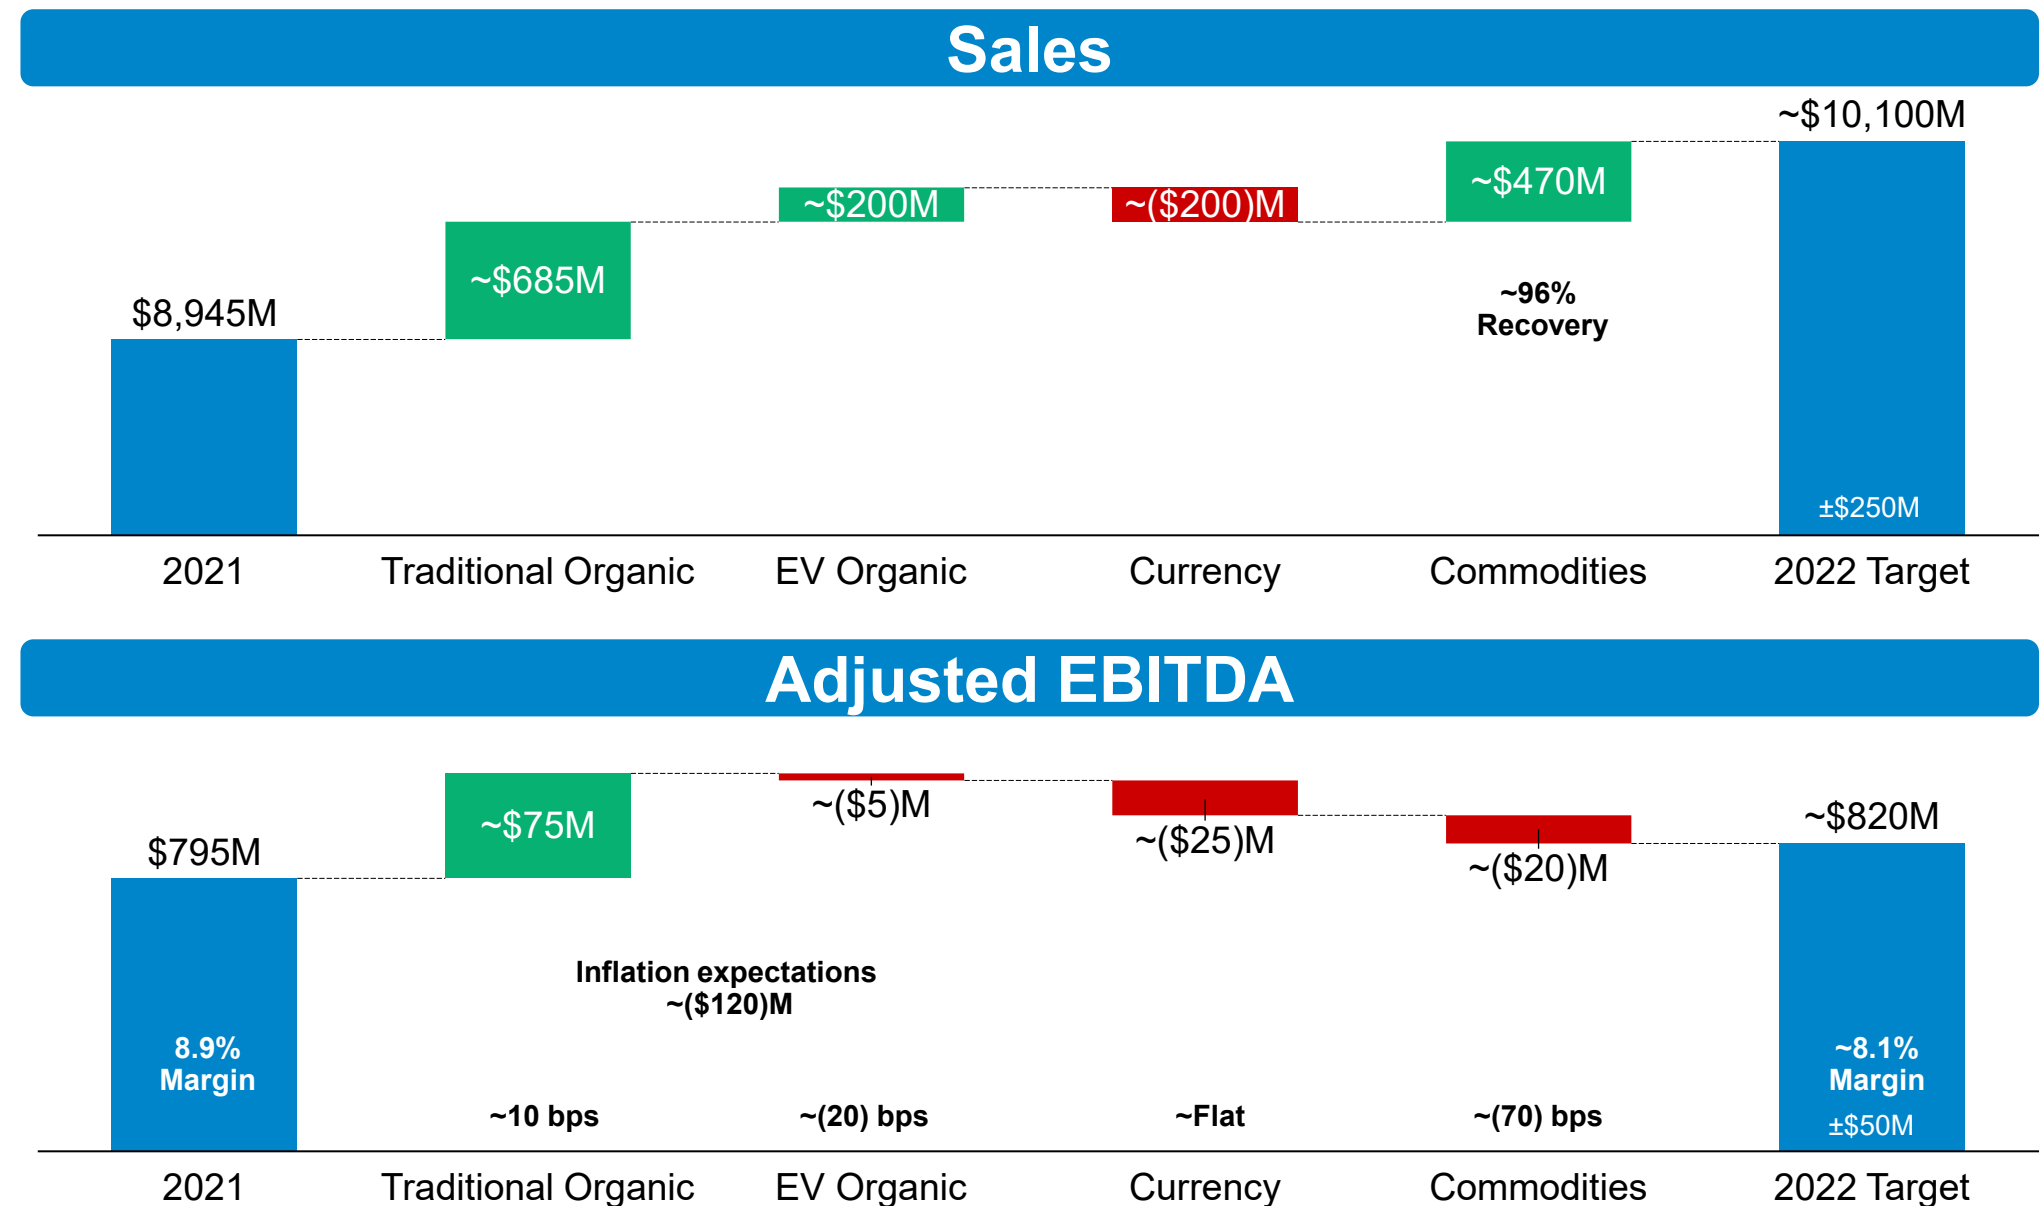 Sales
~$10,100M
~$470M
~$200M
~($200)M
~$685M
~96%
Recovery
$8,945M
±$250M
2021
Traditional Organic
EV Organic
Currency
Commodities
2022 Target
Adjusted EBITDA
~$75M
~($5)M
~($25)M
~($20)M
~$820M
$795M
Inflation expectations
~($120)M
8.9%
Margin
~8.1%
Margin
~10 bps
~(20) bps
~Flat
~(70) bps
±$50M
2021
Traditional Organic
EV Organic
Currency
Commodities
2022 Target